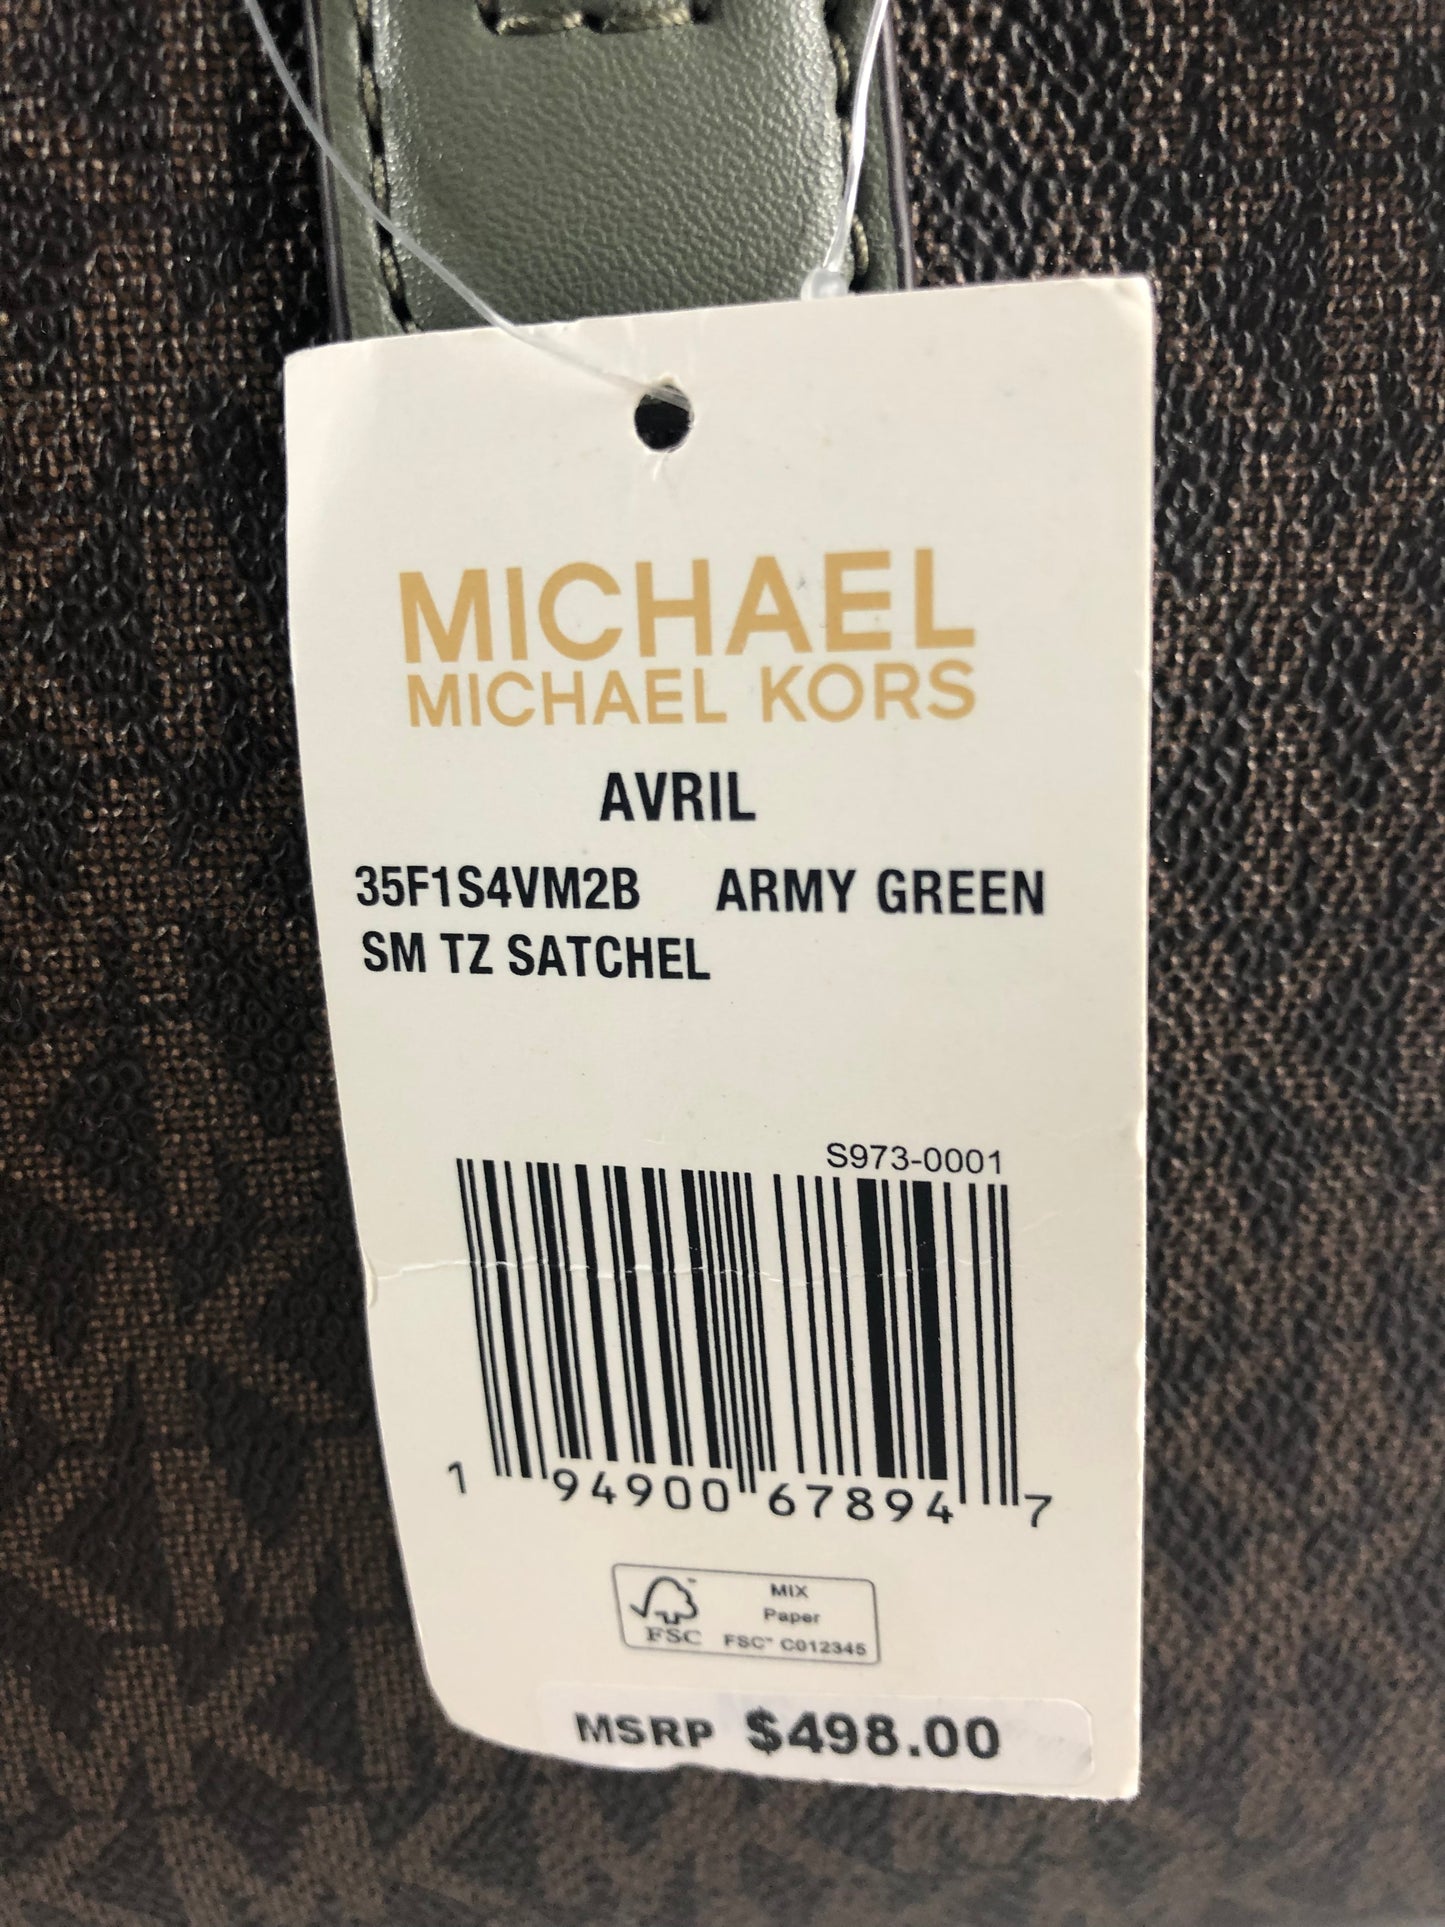 MICHAEL
MICHAEL KORS
AVRIL
35F1S4VM2B ARMY GREEN
SM TZ SATCHEL
S973-0001
1 94900 67894 7
MIX
Paper
FSC™ C012345
FSC
MSRP $498.00